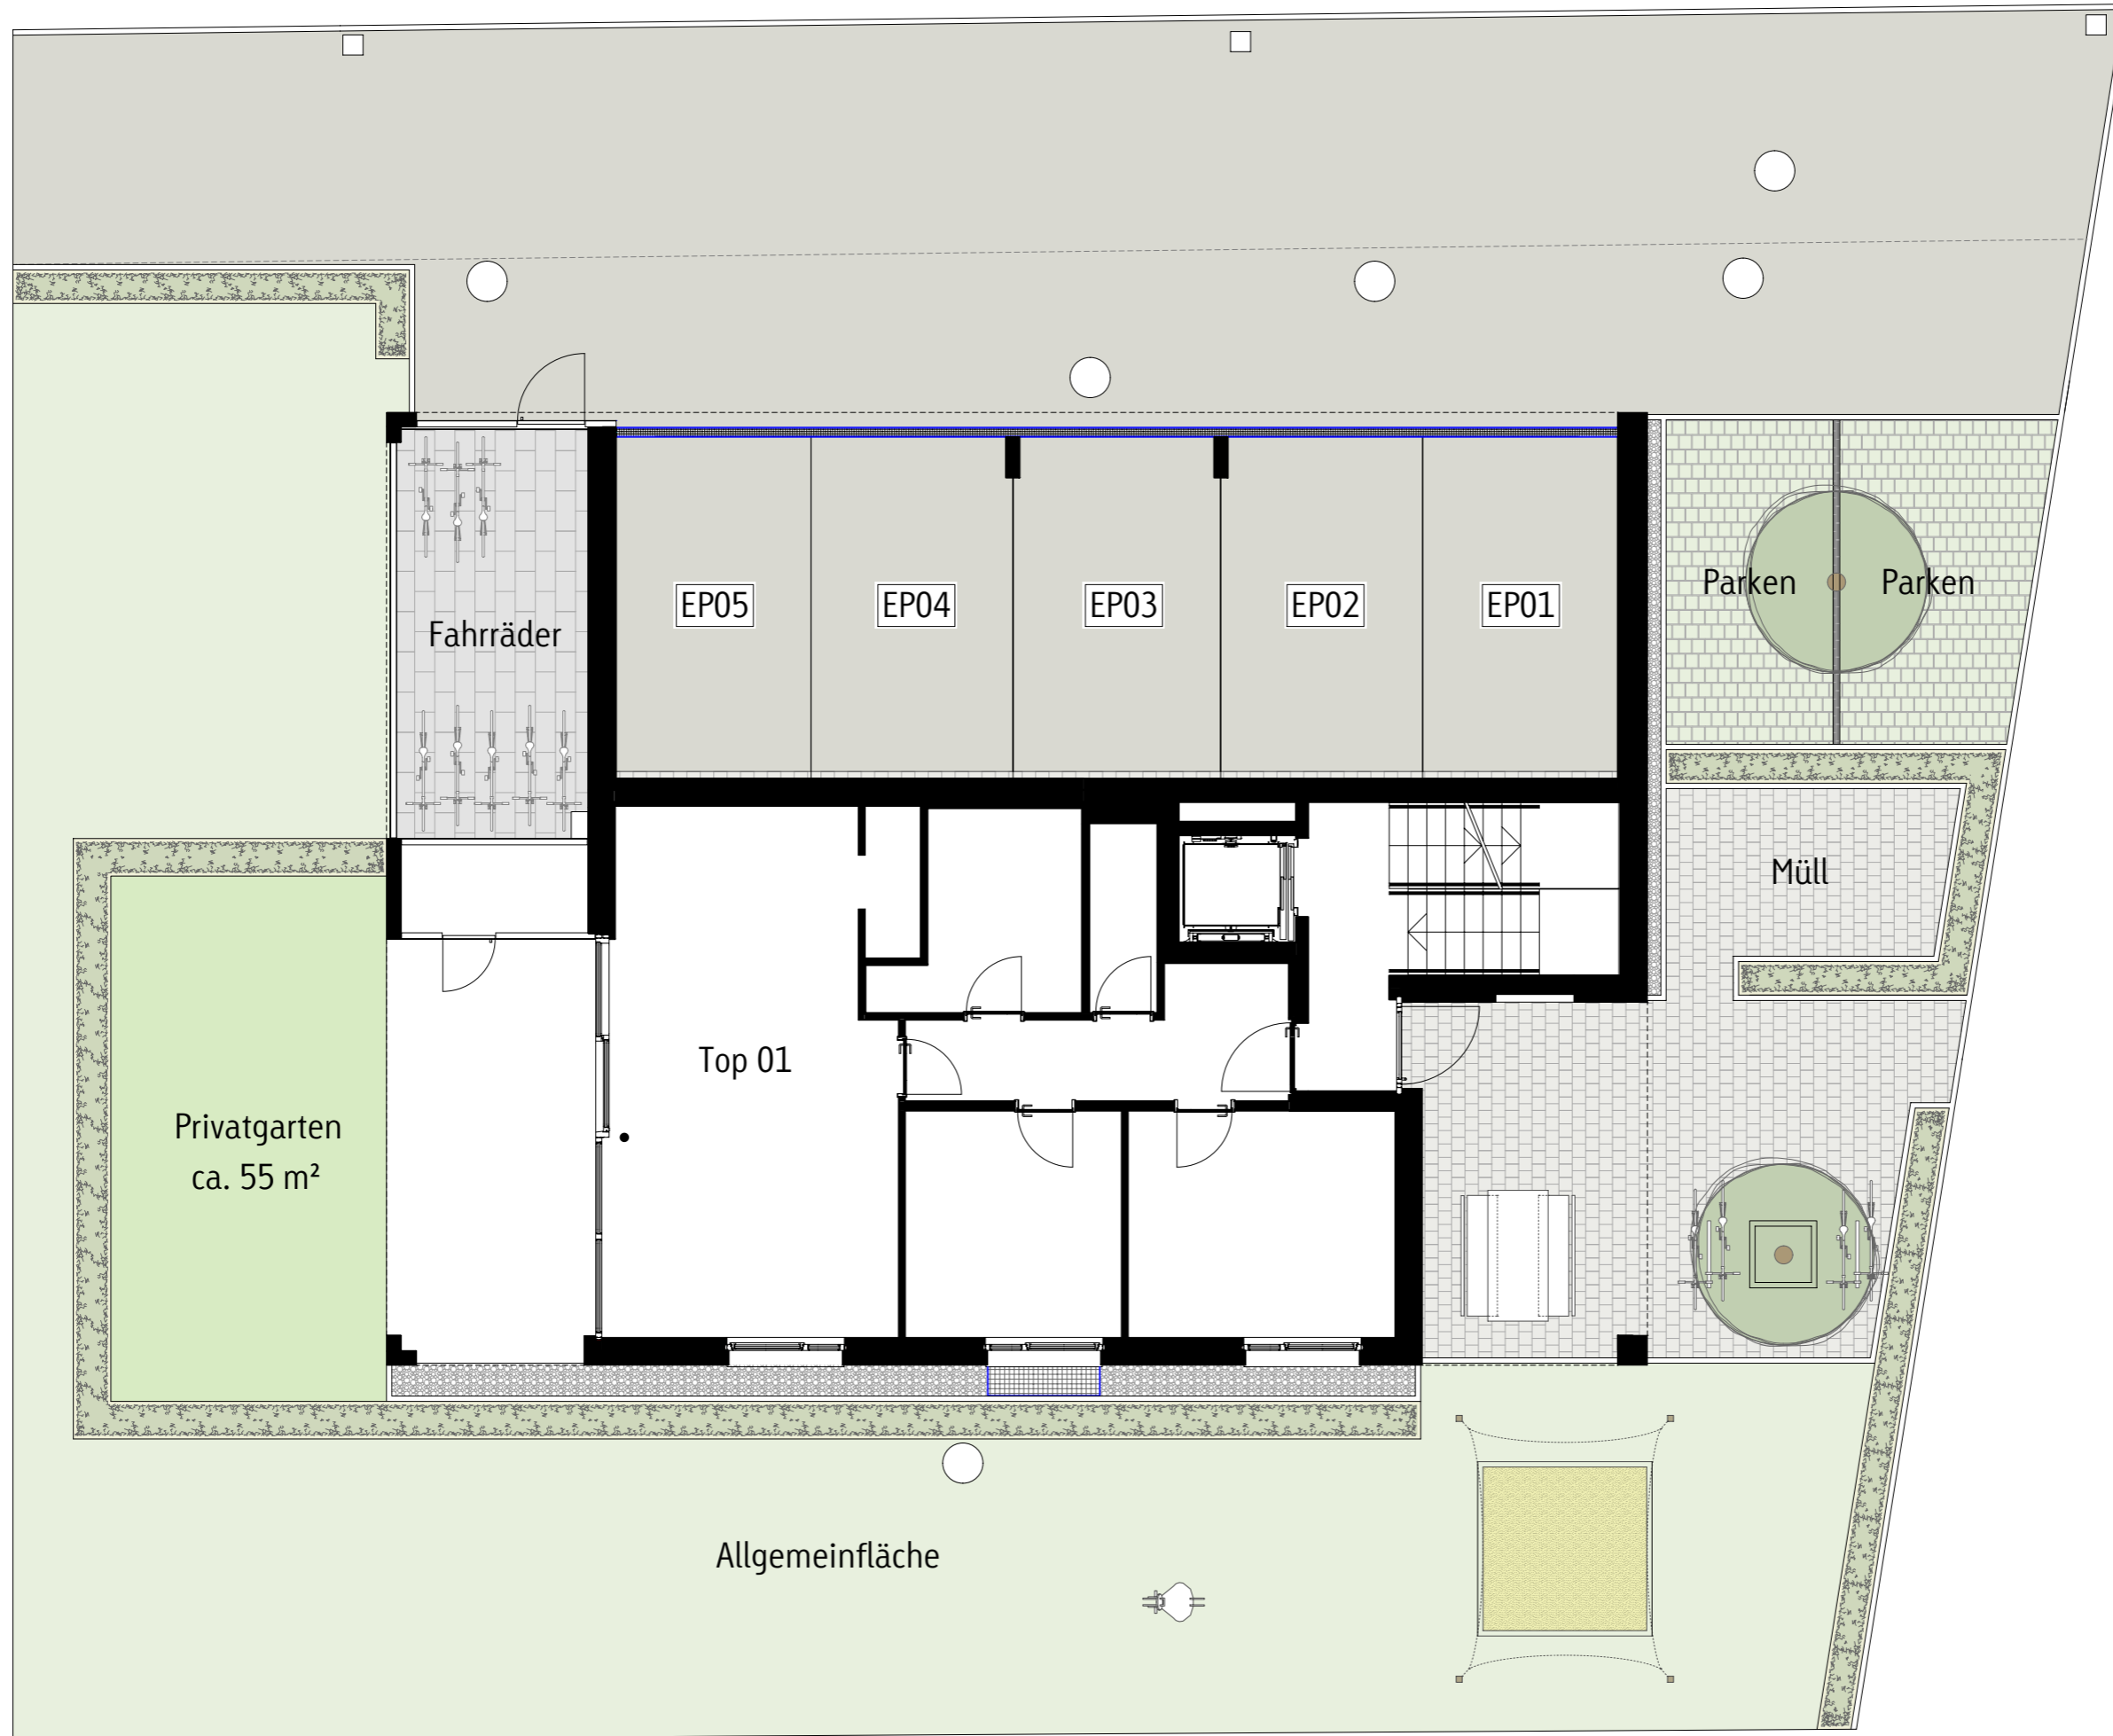 EP05
EP04
EP03
EP02
EP01
Parken
Parken
Fahrräder
Müll
Top 01
Privatgarten
ca. 55 m²
Allgemeinfläche